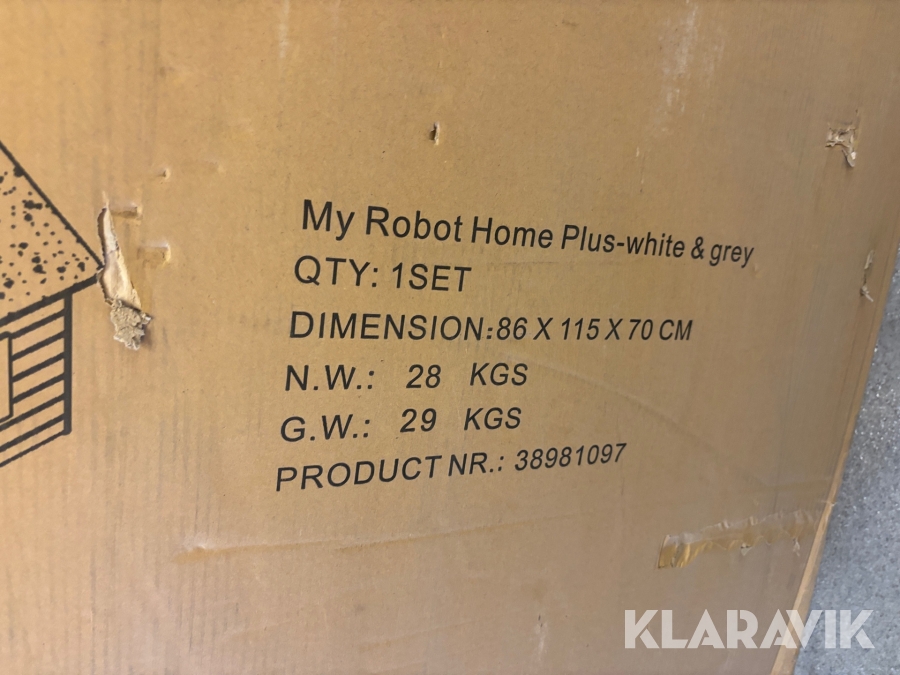 My Robot Home Plus-white & grey
QTY: 1SET
DIMENSION:86 X 115 X 70 CM
N.W.: 28 KGS
G.W.: 29 KGS
PRODUCT NR.: 38981097
KLARAVIK